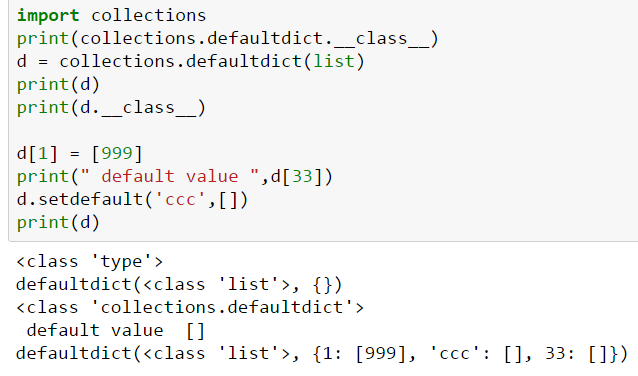 import collections
print(collections.defaultdict.__class__)
d = collections.defaultdict(list)
print(d)
print(d.__class__)

d[1] = [999]
print(" default value ",d[33])
d.setdefault('ccc',[])
print(d)
<class 'type'>
defaultdict(<class 'list'>, {})
<class 'collections.defaultdict'>
 default value  []
defaultdict(<class 'list'>, {1: [999], 'ccc': [], 33: []})